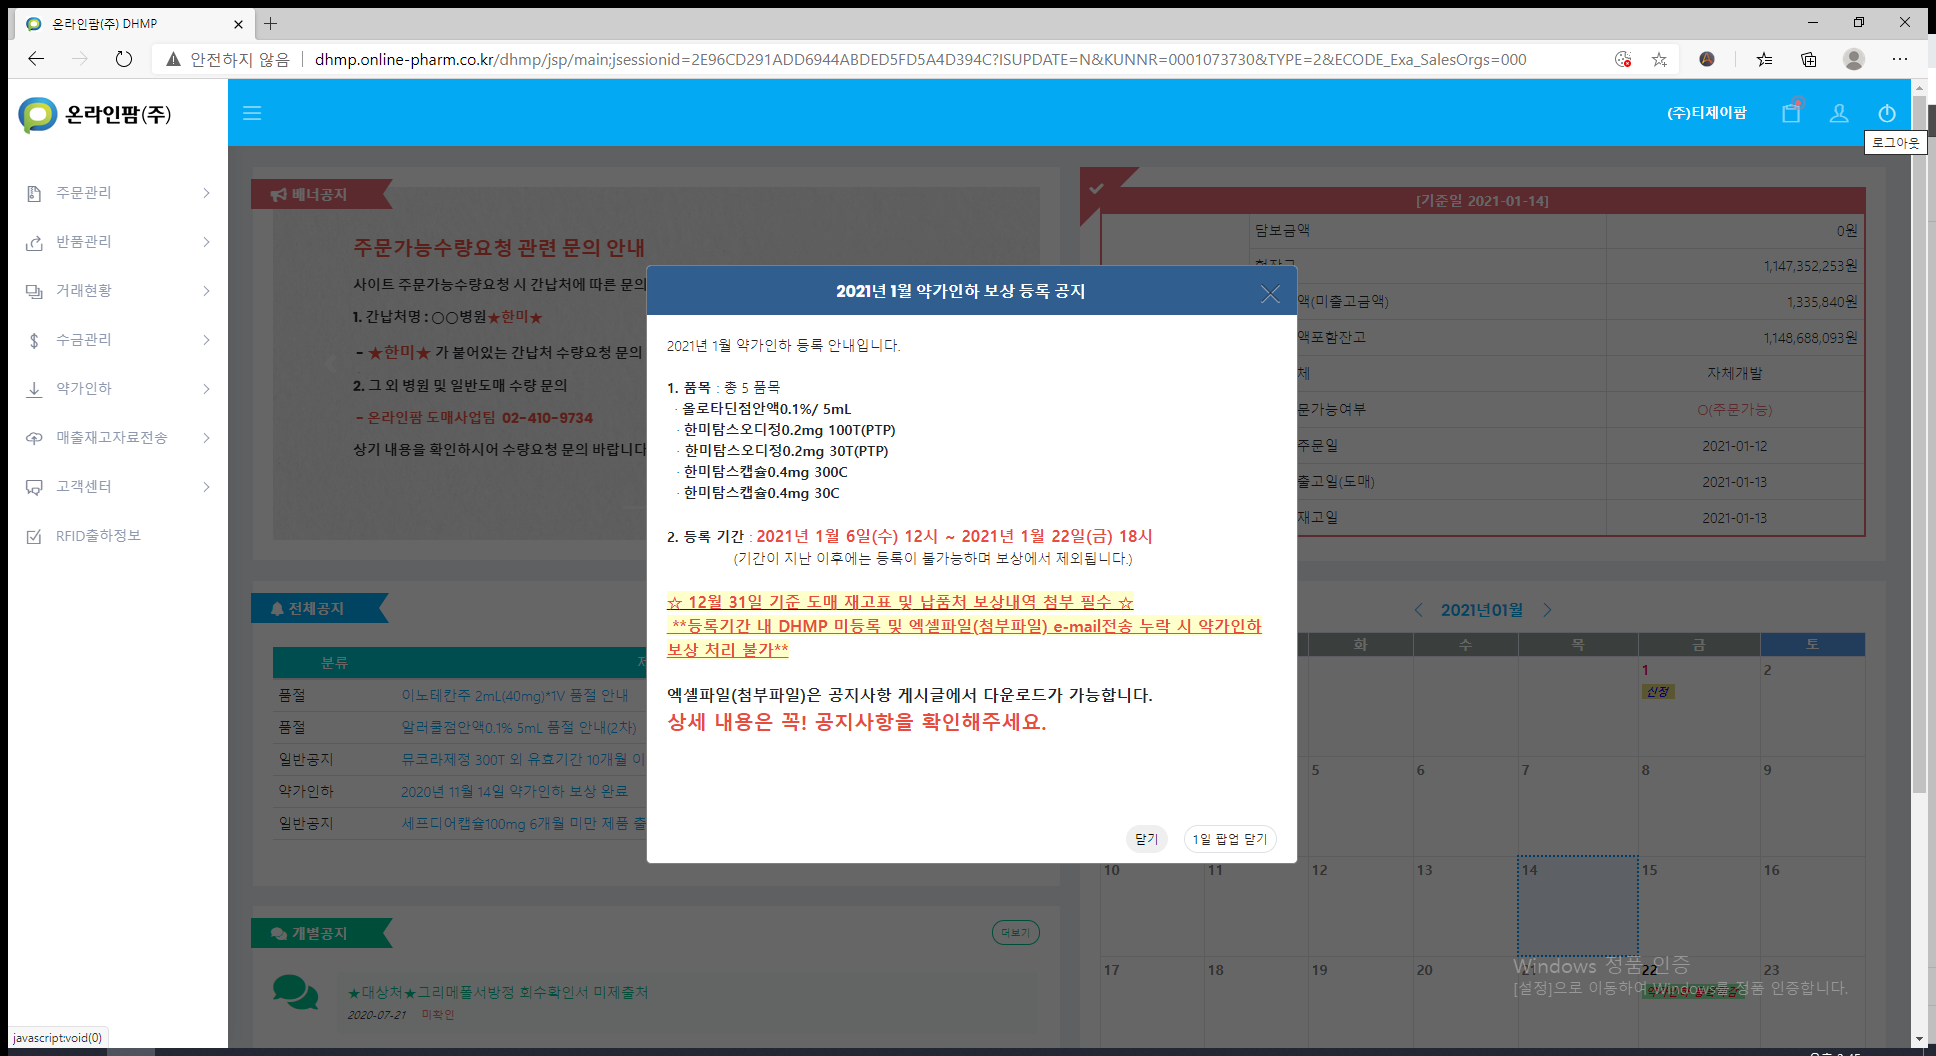 온라인팜(주) DHMP
안전하지 않음
dhmp.online-pharm.co.kr/dhmp/jsp/main;jsessionid=2E96CD291ADD6944ABDED5FD5A4D394C?ISUPDATE=N&KUNNR=0001073730&TYPE=2&ECODE_Exa_SalesOrgs=000
온라인팜(주)
(주)티제이팜
로그아웃
주문관리
반품관리
거래현황
수금관리
약가인하
매출재고자료전송
고객센터
RFID출하정보
배너공지
주문가능수량요청 관련 문의 안내
사이트 주문가능수량요청 시 간납처에 따른 문의
1. 간납처명 : ○○병원★한미★
- ★한미★ 가 붙어있는 간납처 수량요청 문의
2. 그 외 병원 및 일반도매 수량 문의
- 온라인팜 도매사업팀 02-410-9734
상기 내용을 확인하시어 수량요청 문의 바랍니다
[기준일 2021-01-14]
담보금액 0원
현잔고 1,147,352,253원
액(미출고금액) 1,335,840원
액포함잔고 1,148,688,093원
체 자체개발
문가능여부 O(주문가능)
주문일 2021-01-12
출고일(도매) 2021-01-13
재고일 2021-01-13
2021년 1월 약가인하 보상 등록 공지
2021년 1월 약가인하 등록 안내입니다.
1. 품목 : 총 5 품목
· 올로타딘점안액0.1%/ 5mL
· 한미탐스오디정0.2mg 100T(PTP)
· 한미탐스오디정0.2mg 30T(PTP)
· 한미탐스캡슐0.4mg 300C
· 한미탐스캡슐0.4mg 30C
2. 등록 기간 : 2021년 1월 6일(수) 12시 ~ 2021년 1월 22일(금) 18시
(기간이 지난 이후에는 등록이 불가능하며 보상에서 제외됩니다.)
☆ 12월 31일 기준 도매 재고표 및 납품처 보상내역 첨부 필수 ☆
**등록기간 내 DHMP 미등록 및 엑셀파일(첨부파일) e-mail전송 누락 시 약가인하
보상 처리 불가**
엑셀파일(첨부파일)은 공지사항 게시글에서 다운로드가 가능합니다.
상세 내용은 꼭! 공지사항을 확인해주세요.
닫기
1일 팝업 닫기
전체공지
분류
품절 이노테칸주 2mL(40mg)*1V 품절 안내
품절 알러쿨점안액0.1% 5mL 품절 안내(2차)
일반공지 뮤코라제정 300T 외 유효기간 10개월 이
약가인하 2020년 11월 14일 약가인하 보상 완료
일반공지 세프디어캡슐100mg 6개월 미만 제품 출
개별공지
더보기
★대상처★그리메폴서방정 회수확인서 미제출처
2020-07-21 미확인
2021년01월
화 수 목 금 토
1 2
신정
5 6 7 8 9
10 11 12 13 14 15 16
17 18 19 20 21 22 23
Windows 정품 인증
[설정]으로 이동하여 Windows를 정품 인증합니다.
javascript:void(0)